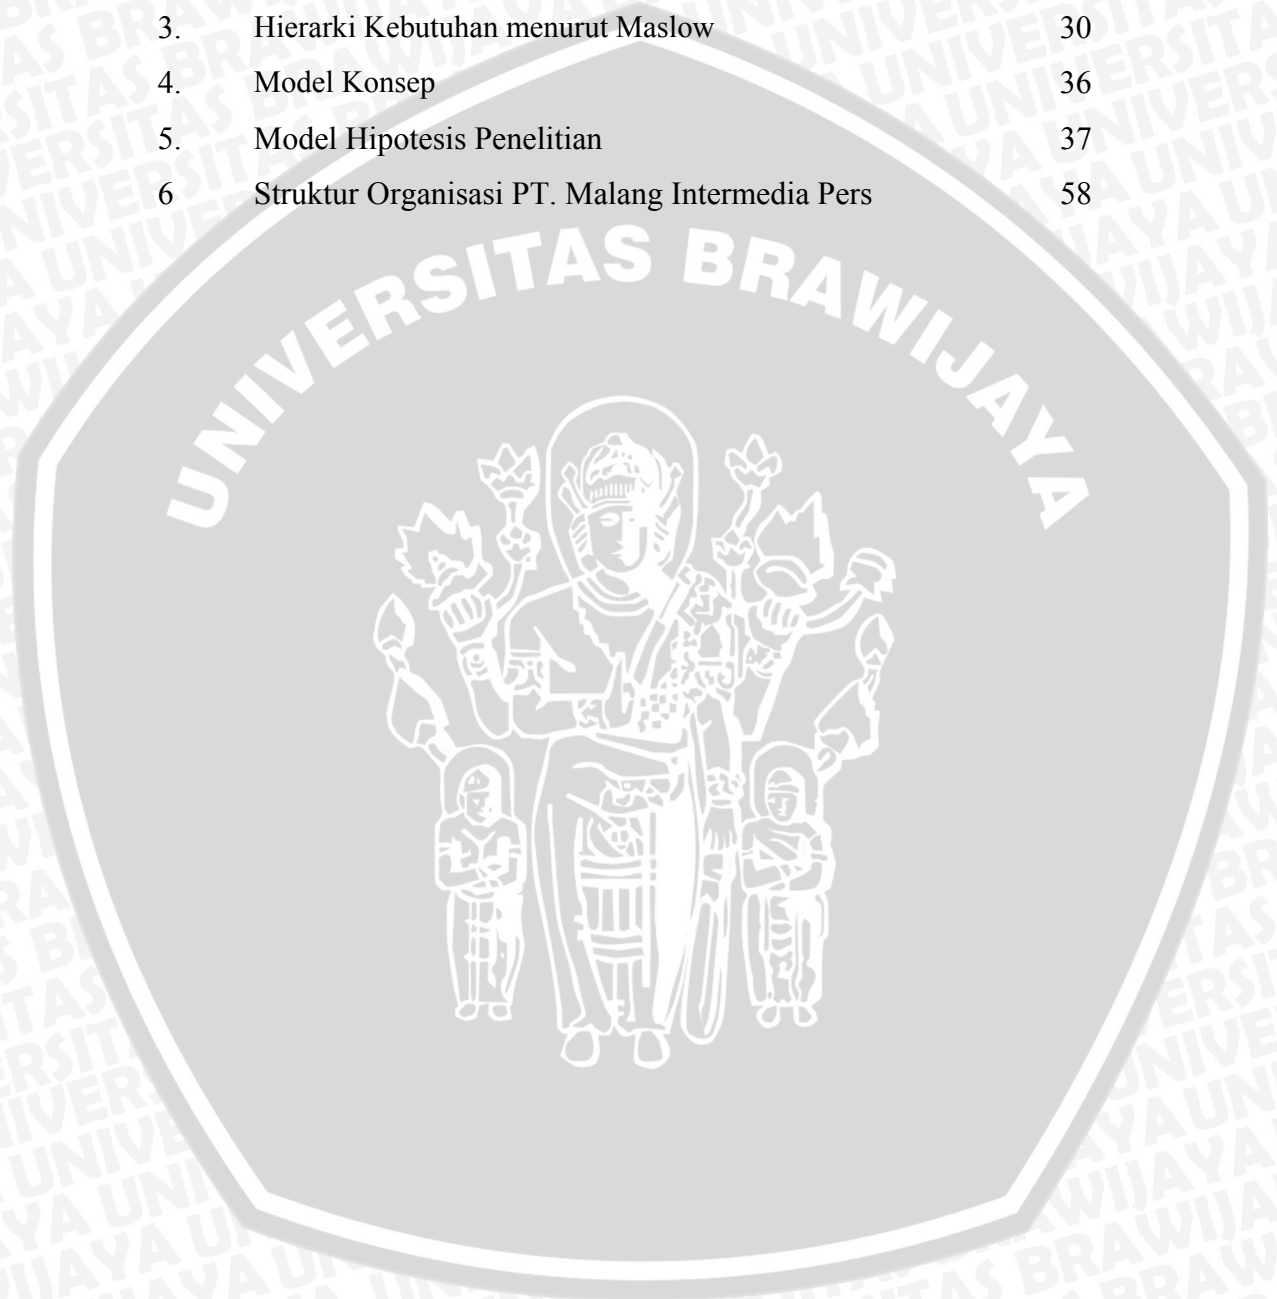 3. Hierarki Kebutuhan menurut Maslow 30
4. Model Konsep 36
5. Model Hipotesis Penelitian 37
6 Struktur Organisasi PT. Malang Intermedia Pers 58
UNIVERSITAS BRAWIJAYA